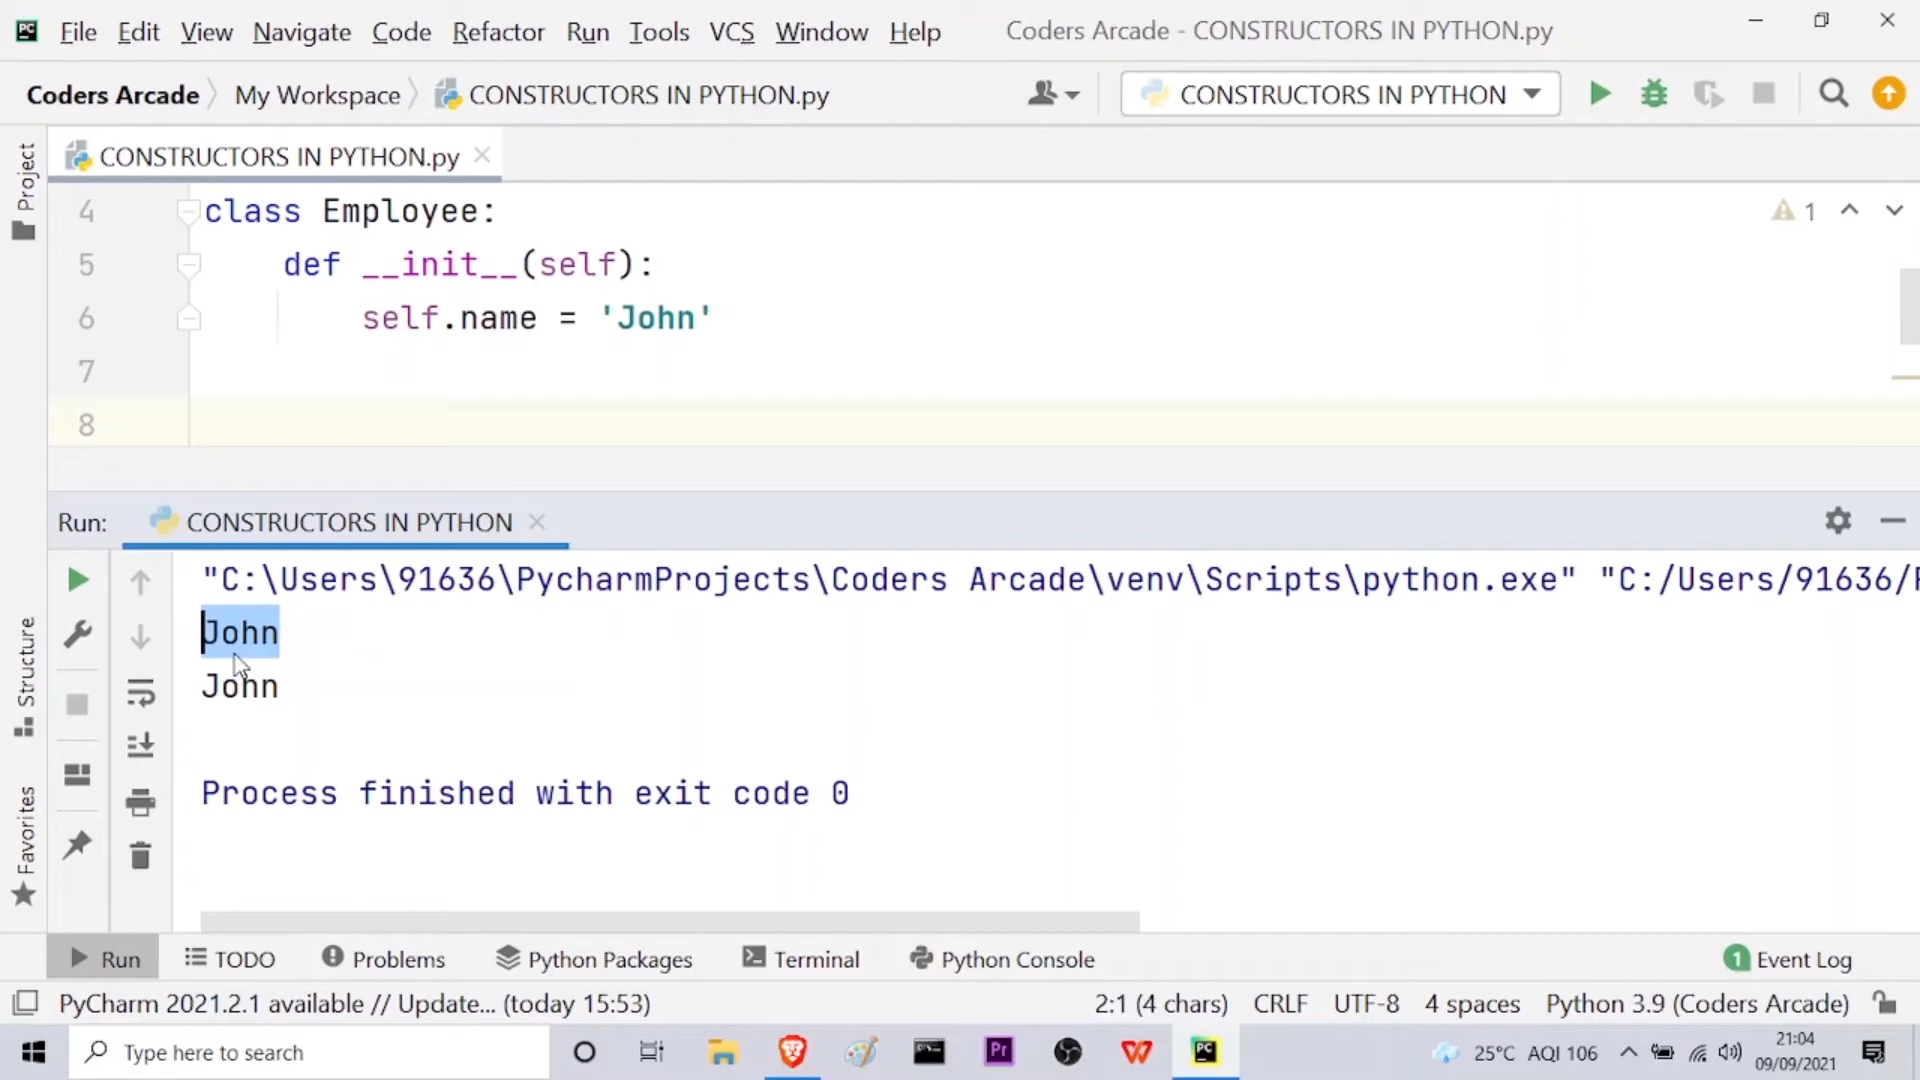 File Edit View Navigate Code Refactor Run Tools VCS Window Help Coders Arcade - CONSTRUCTORS IN PYTHON.py
Coders Arcade My Workspace CONSTRUCTORS IN PYTHON.py CONSTRUCTORS IN PYTHON
CONSTRUCTORS IN PYTHON.py
Project
4 class Employee: 1
5 def __init__(self):
6 self.name = 'John'
7
8
Run: CONSTRUCTORS IN PYTHON
"C:\Users\91636\PycharmProjects\Coders Arcade\venv\Scripts\python.exe" "C:/Users/91636/
John
John
Process finished with exit code 0
Structure
Favorites
Run TODO Problems Python Packages Terminal Python Console 1 Event Log
PyCharm 2021.2.1 available // Update... (today 15:53) 2:1 (4 chars) CRLF UTF-8 4 spaces Python 3.9 (Coders Arcade)
Type here to search Pr PC 25°C AQI 106 21:04
09/09/2021